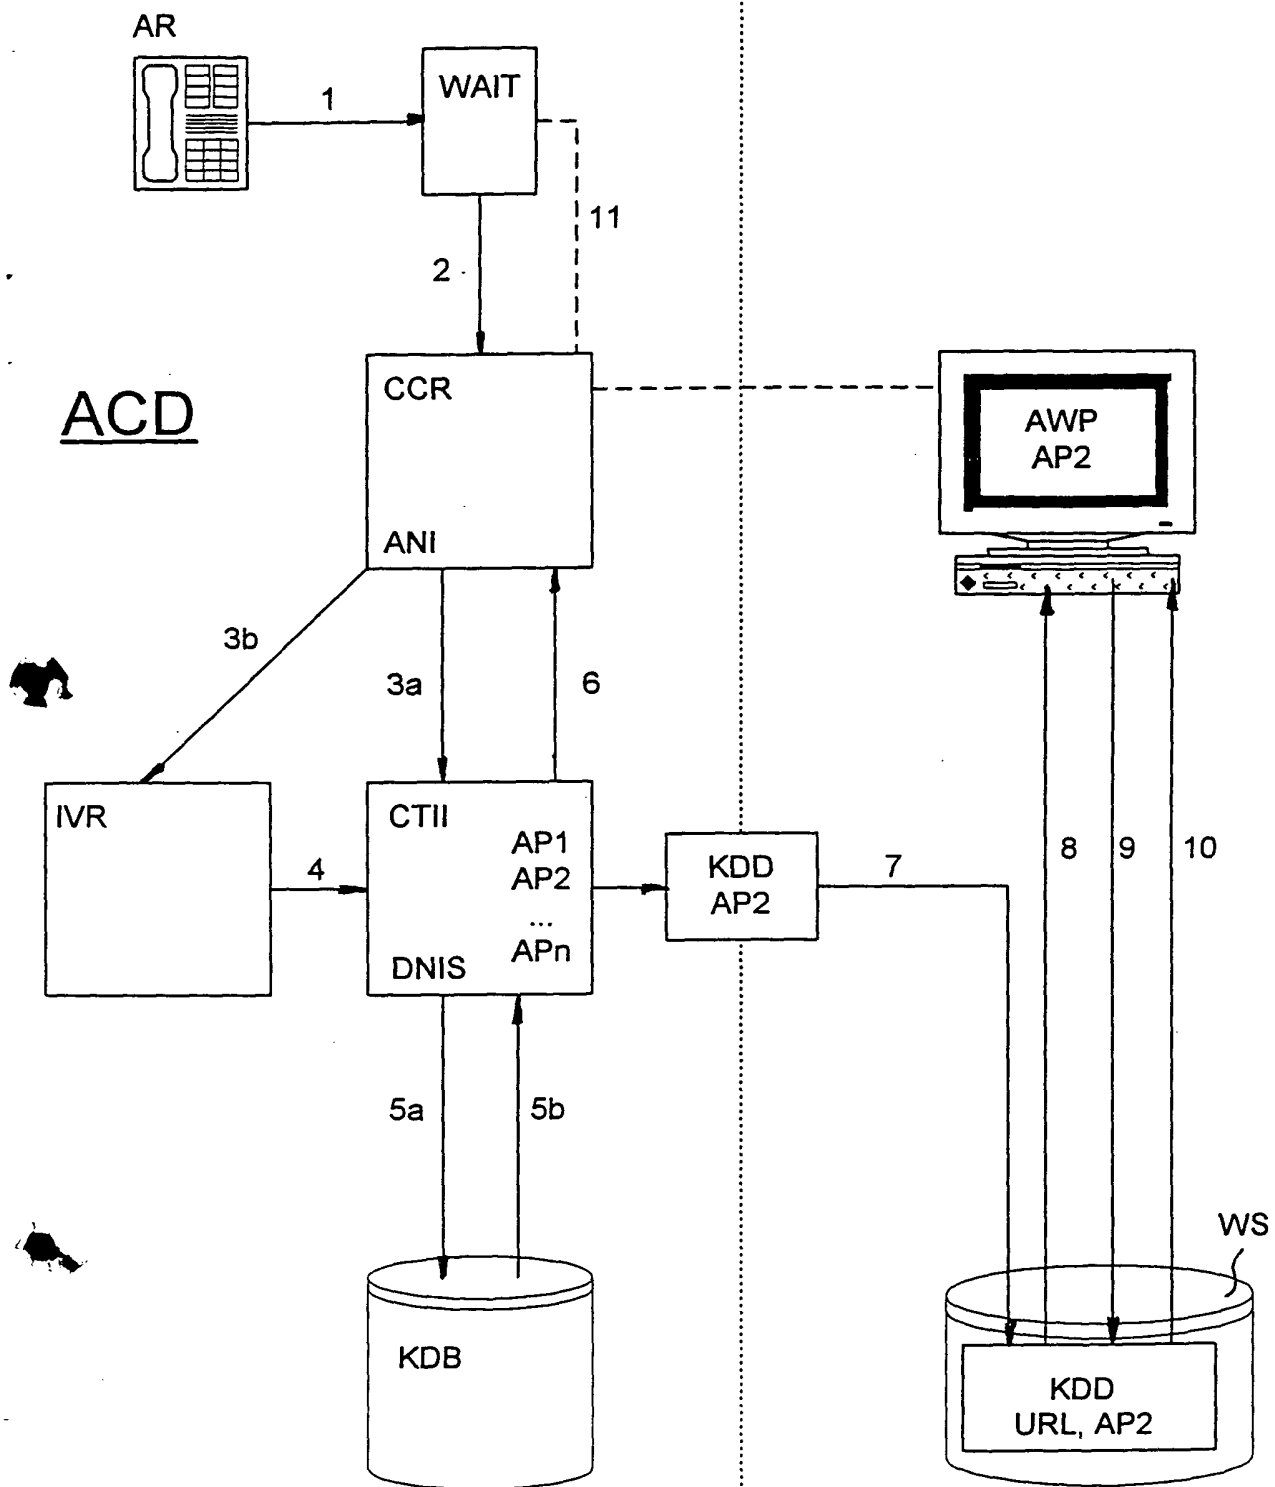 AR
WAIT
1
11
2
ACD
CCR
AWP
AP2
ANI
3b
3a
6
IVR
CTII
AP1
AP2
...
APn
DNIS
4
KDD
AP2
7
8
9
10
5a
5b
WS
KDB
KDD
URL, AP2